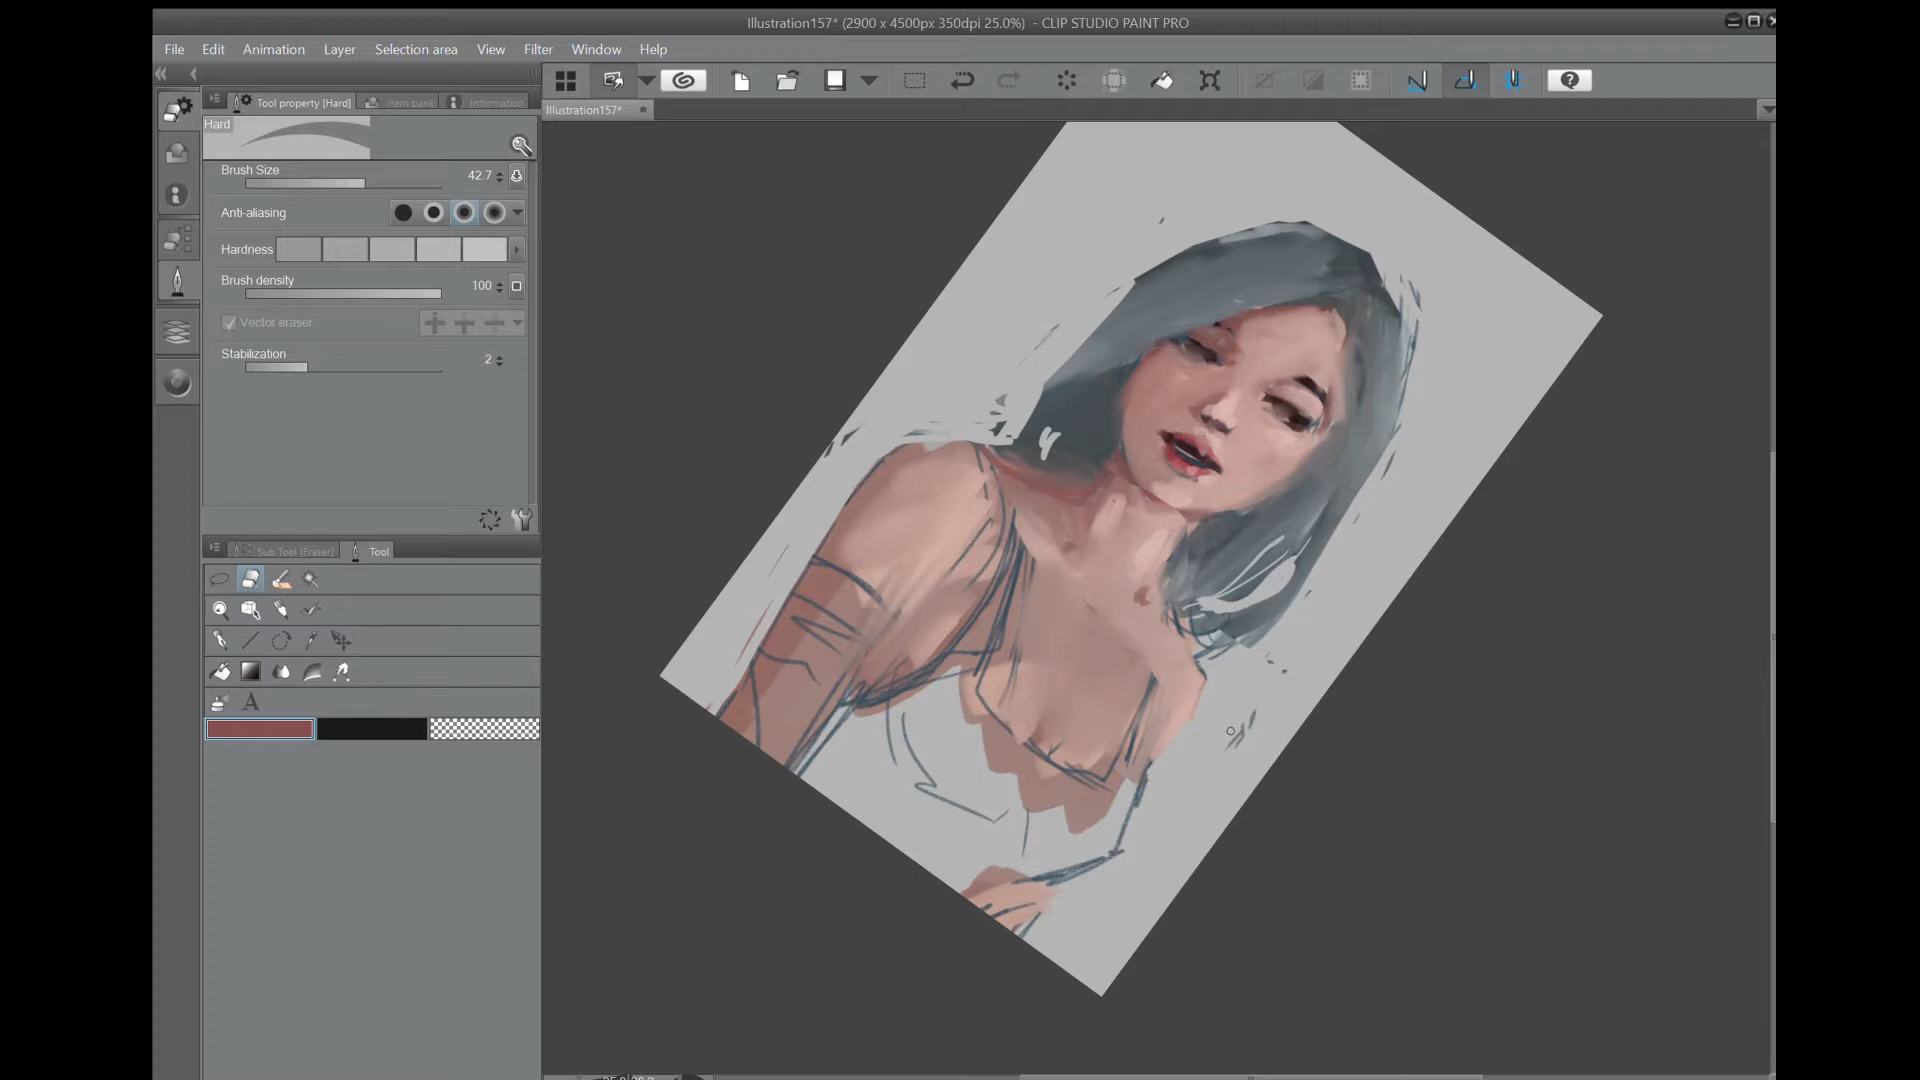 Illustration157* (2900 x 4500px 350dpi 25.0%) - CLIP STUDIO PAINT PRO
File Edit Animation Layer Selection area View Filter Window Help
Tool property [Hard] Item bank Information
Illustration157*
Hard
Brush Size 42.7
Anti-aliasing
Hardness
Brush density 100
Vector eraser
Stabilization 2
Sub Tool [Eraser] Tool
A